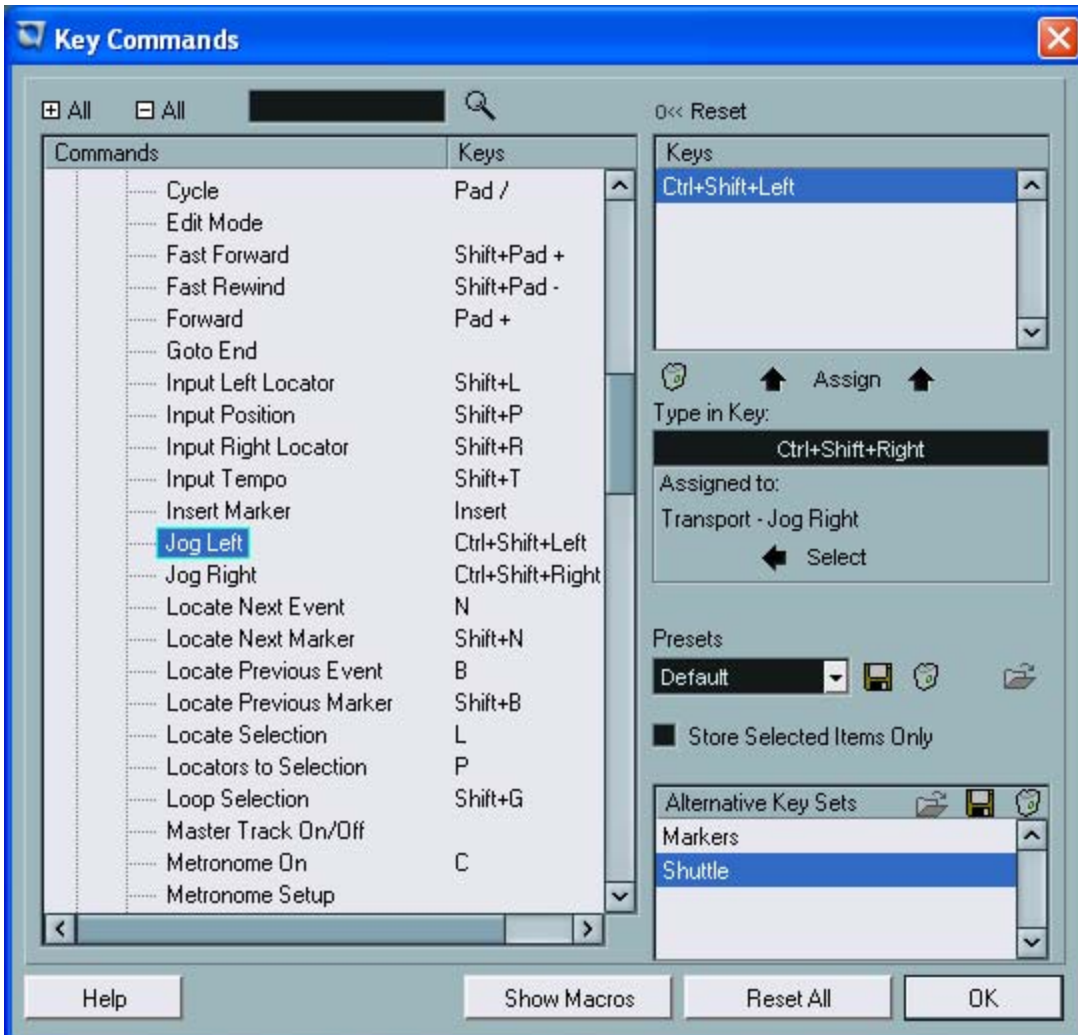 Key Commands
All All
0<< Reset
Commands Keys
Cycle Pad /
Edit Mode
Fast Forward Shift+Pad +
Fast Rewind Shift+Pad -
Forward Pad +
Goto End
Input Left Locator Shift+L
Input Position Shift+P
Input Right Locator Shift+R
Input Tempo Shift+T
Insert Marker Insert
Jog Left Ctrl+Shift+Left
Jog Right Ctrl+Shift+Right
Locate Next Event N
Locate Next Marker Shift+N
Locate Previous Event B
Locate Previous Marker Shift+B
Locate Selection L
Locators to Selection P
Loop Selection Shift+G
Master Track On/Off
Metronome On C
Metronome Setup
Keys
Ctrl+Shift+Left
Assign
Type in Key:
Ctrl+Shift+Right
Assigned to:
Transport - Jog Right
Select
Presets
Default
Store Selected Items Only
Alternative Key Sets
Markers
Shuttle
Help Show Macros Reset All OK